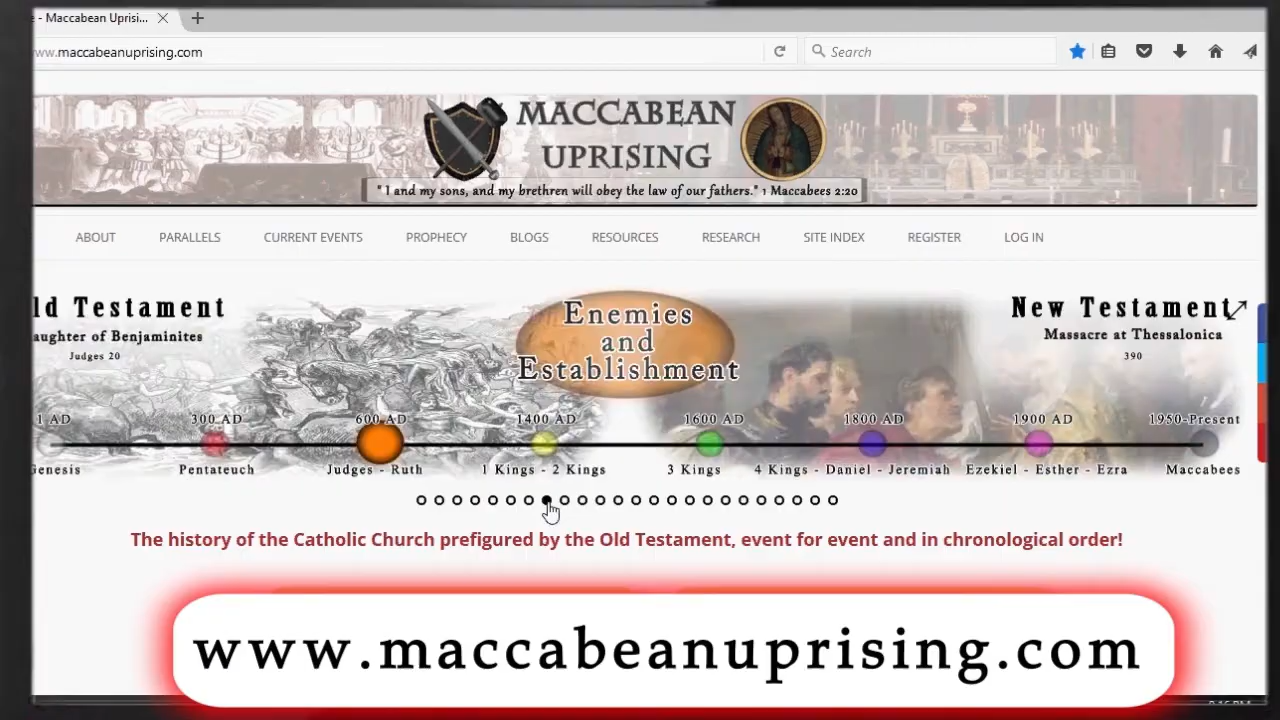 - Maccabean Uprisi...
www.maccabeanuprising.com
Search
MACCABEAN
UPRISING
" I and my sons, and my brethren will obey the law of our fathers." 1 Maccabees 2:20
ABOUT PARALLELS CURRENT EVENTS PROPHECY BLOGS RESOURCES RESEARCH SITE INDEX REGISTER LOG IN
ld Testament
aughter of Benjaminites
Judges 20
Enemies
and
Establishment
New Testament
Massacre at Thessalonica
390
1 AD 300 AD 600 AD 1400 AD 1600 AD 1800 AD 1900 AD 1950-Present
Genesis Pentateuch Judges - Ruth 1 Kings - 2 Kings 3 Kings 4 Kings - Daniel - Jeremiah Ezekiel - Esther - Ezra Maccabees
The history of the Catholic Church prefigured by the Old Testament, event for event and in chronological order!
www.maccabeanuprising.com